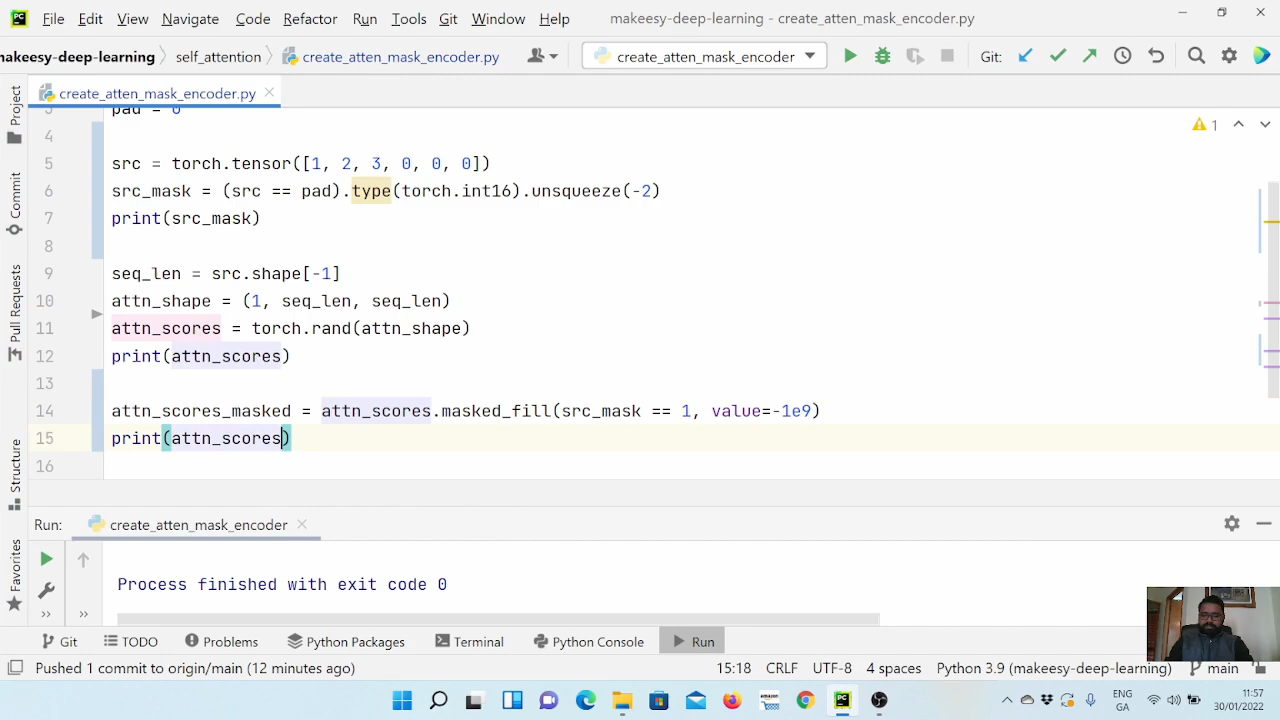 PC File Edit View Navigate Code Refactor Run Tools Git Window Help makeesy-deep-learning - create_atten_mask_encoder.py
makeesy-deep-learning self_attention create_atten_mask_encoder.py create_atten_mask_encoder Git:
create_atten_mask_encoder.py
Project
Commit
Pull Requests
Structure
Favorites
1
4
5 src = torch.tensor([1, 2, 3, 0, 0, 0])
6 src_mask = (src == pad).type(torch.int16).unsqueeze(-2)
7 print(src_mask)
8
9 seq_len = src.shape[-1]
10 attn_shape = (1, seq_len, seq_len)
11 attn_scores = torch.rand(attn_shape)
12 print(attn_scores)
13
14 attn_scores_masked = attn_scores.masked_fill(src_mask == 1, value=-1e9)
15 print(attn_scores)
16
Run: create_atten_mask_encoder
Process finished with exit code 0
Git TODO Problems Python Packages Terminal Python Console Run
Pushed 1 commit to origin/main (12 minutes ago) 15:18 CRLF UTF-8 4 spaces Python 3.9 (makeesy-deep-learning) main
ENG
GA
11:57
30/01/2022